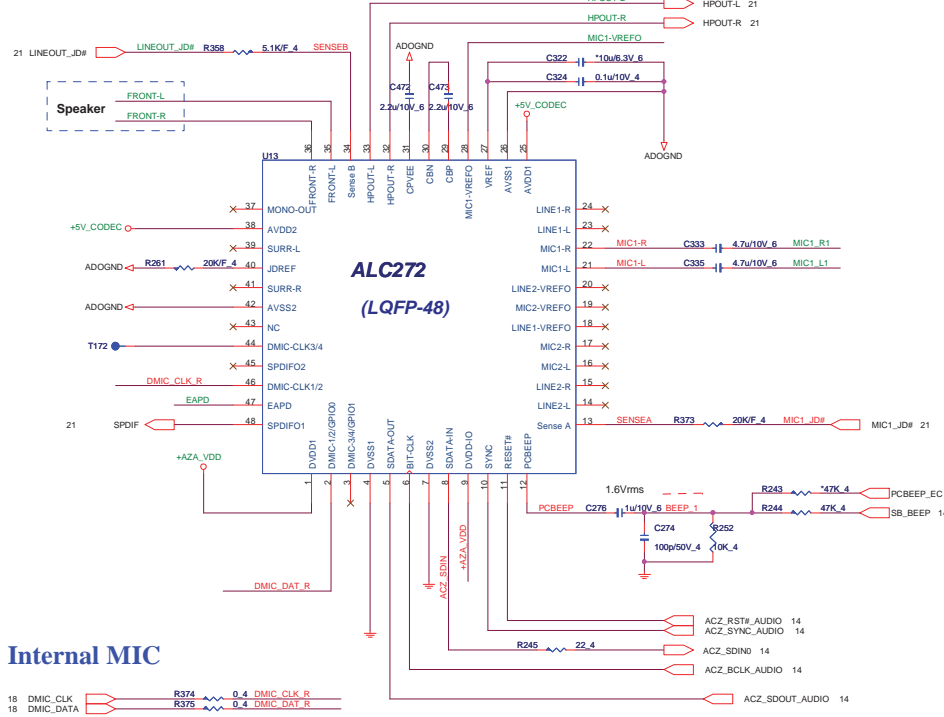 HPOUT-L 21
HPOUT-R HPOUT-R 21
MIC1-VREFO
21 LINEOUT_JD# LINEOUT_JD# R358 5.1K/F_4 SENSEB
ADOGND
C322 *10u/6.3V_6
C324 0.1u/10V_4
C472 2.2u/10V_6
C473 2.2u/10V_6
+5V_CODEC
ADOGND
Speaker
FRONT-L
FRONT-R
U13
36 35 34 33 32 31 30 29 28 27 26 25
FRONT-R
FRONT-L
Sense B
HPOUT-L
HPOUT-R
CPVEE
CBN
CBP
MIC1-VREFO
VREF
AVSS1
AVDD1
37 MONO-OUT
+5V_CODEC 38 AVDD2
39 SURR-L
ADOGND R261 20K/F_4 40 JDREF
41 SURR-R
ADOGND 42 AVSS2
43 NC
T172 44 DMIC-CLK3/4
45 SPDIFO2
DMIC_CLK_R 46 DMIC-CLK1/2
EAPD 47 EAPD
21 SPDIF 48 SPDIFO1
ALC272
(LQFP-48)
LINE1-R 24
LINE1-L 23
MIC1-R 22 MIC1-R C333 4.7u/10V_6 MIC1_R1
MIC1-L 21 MIC1-L C335 4.7u/10V_6 MIC1_L1
LINE2-VREFO 20
MIC2-VREFO 19
LINE1-VREFO 18
MIC2-R 17
MIC2-L 16
LINE2-R 15
LINE2-L 14
Sense A 13 SENSEA R373 20K/F_4 MIC1_JD# MIC1_JD# 21
DVDD1
DMIC-1/2/GPIO0
DMIC-3/4/GPIO1
DVSS1
SDATA-OUT
BIT-CLK
DVSS2
SDATA-IN
DVDD-IO
SYNC
RESET#
PCBEEP
1 2 3 4 5 6 7 8 9 10 11 12
+AZA_VDD
DMIC_DAT_R
ACZ_SDIN
+AZA_VDD
1.6Vrms
PCBEEP C276 1u/10V_6 BEEP_1
C274
100p/50V_4
R252
10K_4
R243 *47K_4 PCBEEP_EC
R244 47K_4 SB_BEEP
ACZ_RST#_AUDIO 14
ACZ_SYNC_AUDIO 14
R245 22_4 ACZ_SDIN0 14
ACZ_BCLK_AUDIO 14
ACZ_SDOUT_AUDIO 14
Internal MIC
18 DMIC_CLK R374 0_4 DMIC_CLK_R
18 DMIC_DATA R375 0_4 DMIC_DAT_R